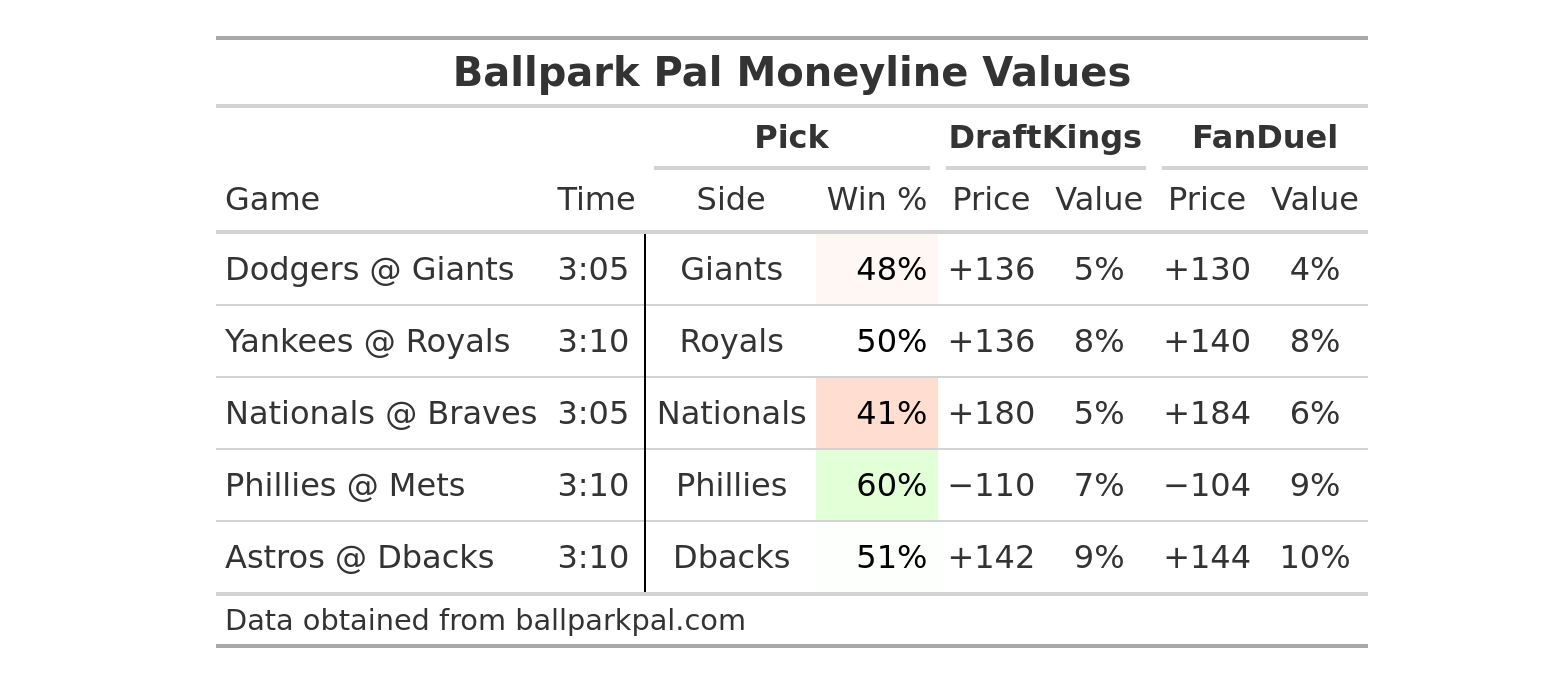 Ballpark Pal Moneyline Values
Pick DraftKings FanDuel
Game Time Side Win % Price Value Price Value
Dodgers @ Giants 3:05 Giants 48% +136 5% +130 4%
Yankees @ Royals 3:10 Royals 50% +136 8% +140 8%
Nationals @ Braves 3:05 Nationals 41% +180 5% +184 6%
Phillies @ Mets 3:10 Phillies 60% −110 7% −104 9%
Astros @ Dbacks 3:10 Dbacks 51% +142 9% +144 10%
Data obtained from ballparkpal.com